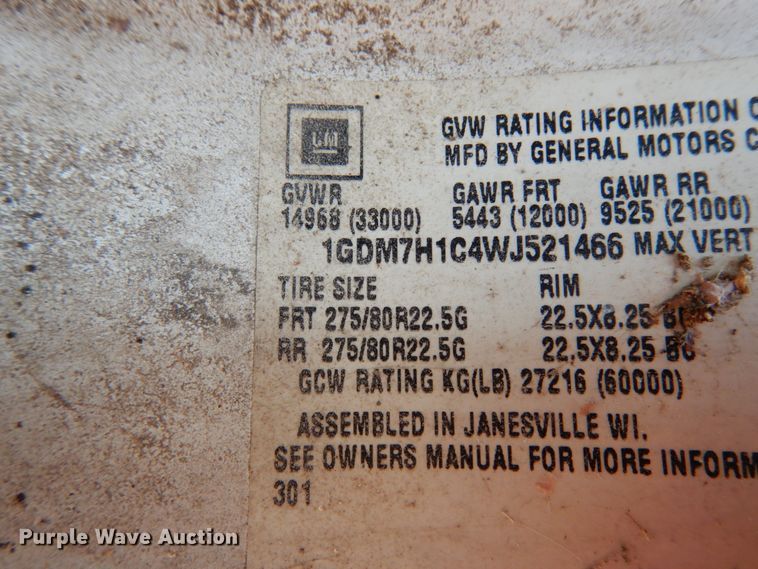 GM
GVW RATING INFORMATION
MFD BY GENERAL MOTORS
GVWR GAWR FRT GAWR RR
14968 (33000) 5443 (12000) 9525 (21000)
1GDM7H1C4WJ521466 MAX VERT
TIRE SIZE RIM
FRT 275/80R22.5G 22.5X8.25
RR 275/80R22.5G 22.5X8.25
GCW RATING KG(LB) 27216 (60000)
ASSEMBLED IN JANESVILLE WI.
SEE OWNERS MANUAL FOR MORE INFORM
301
Purple Wave Auction